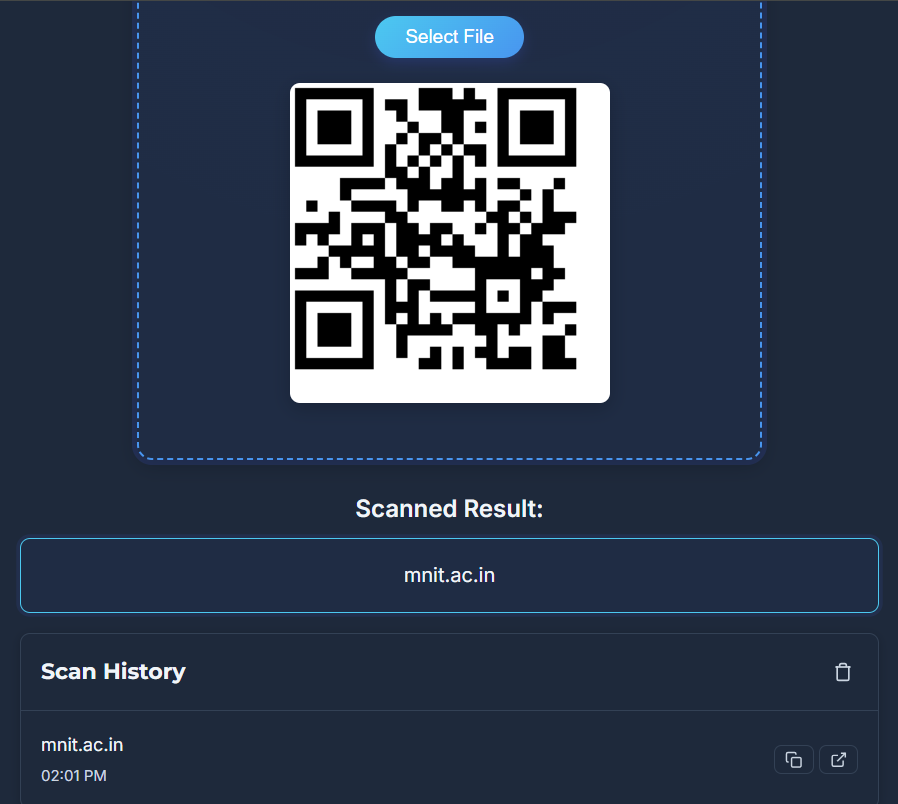 Select File
Scanned Result:
mnit.ac.in
Scan History
mnit.ac.in
02:01 PM